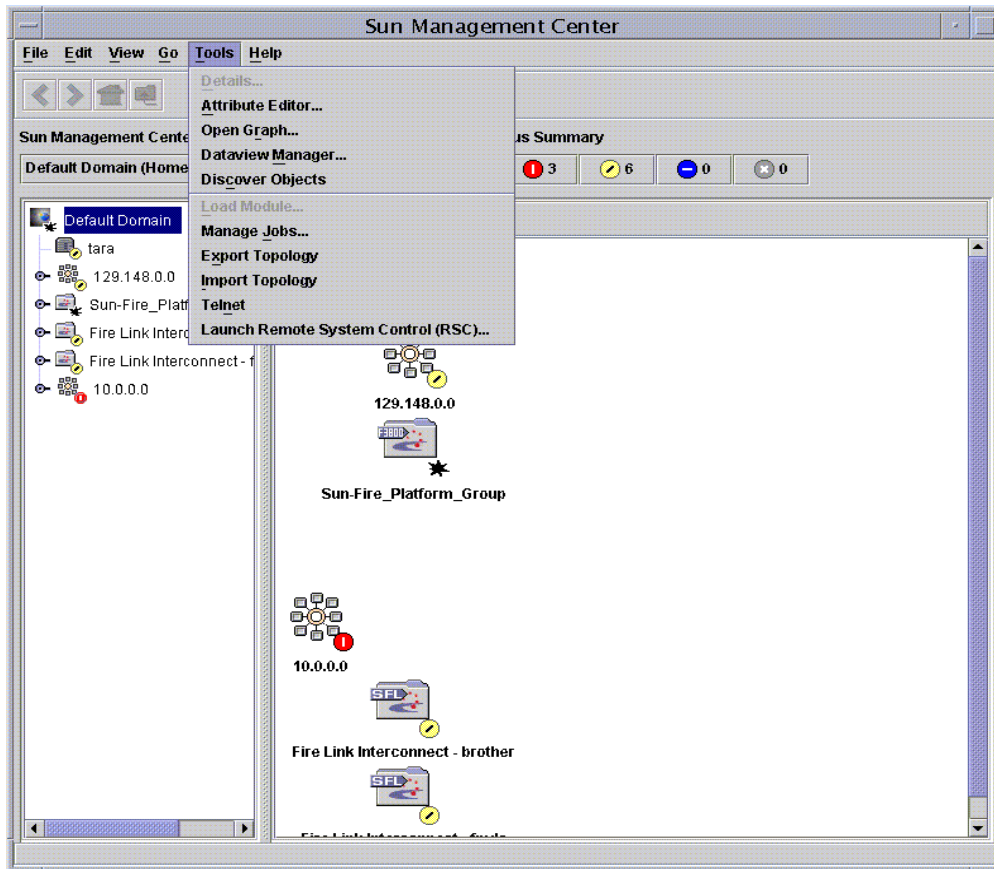 Sun Management Center
File Edit View Go Tools Help
Details...
Attribute Editor...
Open Graph...
Dataview Manager...
Discover Objects
Load Module...
Manage Jobs...
Export Topology
Import Topology
Telnet
Launch Remote System Control (RSC)...
Sun Management Cente
us Summary
Default Domain (Home
3 6 0 0
Default Domain
tara
129.148.0.0
Sun-Fire_Platf
Fire Link Interc
Fire Link Interconnect - f
10.0.0.0
129.148.0.0
E3800
Sun-Fire_Platform_Group
10.0.0.0
SFL
Fire Link Interconnect - brother
SFL
Fire Link Interconnect